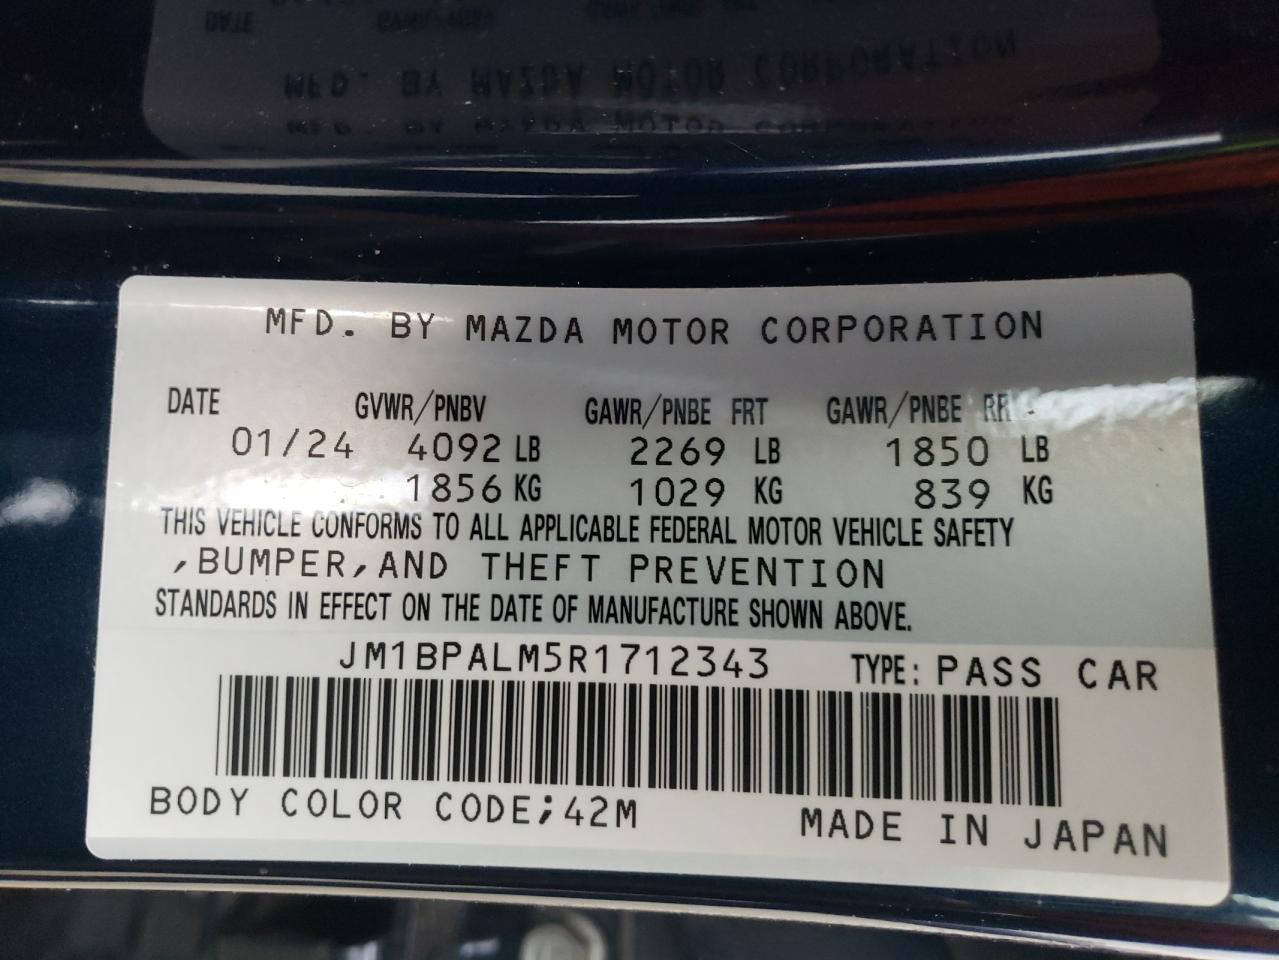 MFD. BY MAZDA MOTOR CORPORATION
DATE GVWR/PNBV GAWR/PNBE FRT GAWR/PNBE RR
01/24 4092 LB 2269 LB 1850 LB
1856 KG 1029 KG 839 KG
THIS VEHICLE CONFORMS TO ALL APPLICABLE FEDERAL MOTOR VEHICLE SAFETY
,BUMPER,AND THEFT PREVENTION
STANDARDS IN EFFECT ON THE DATE OF MANUFACTURE SHOWN ABOVE.
JM1BPALM5R1712343 TYPE: PASS CAR
BODY COLOR CODE;42M MADE IN JAPAN